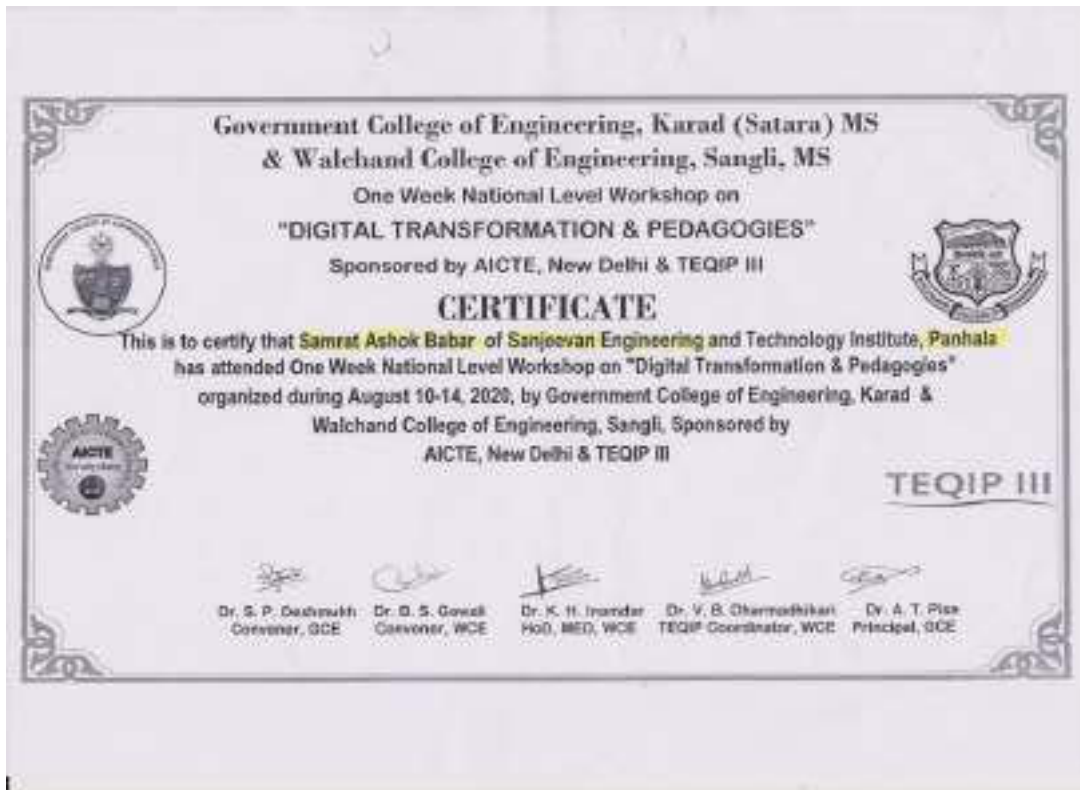 Government College of Engineering, Karad (Satara) MS
& Walchand College of Engineering, Sangli, MS
One Week National Level Workshop on
"DIGITAL TRANSFORMATION & PEDAGOGIES"
Sponsored by AICTE, New Delhi & TEQIP III
CERTIFICATE
This is to certify that Samrat Ashok Babar of Sanjeevan Engineering and Technology Institute, Panhala
has attended One Week National Level Workshop on "Digital Transformation & Pedagogies"
organized during August 10-14, 2020, by Government College of Engineering, Karad &
Walchand College of Engineering, Sangli, Sponsored by
AICTE, New Delhi & TEQIP III
AICTE
TEQIP III
Dr. S. P. Deshmukh Dr. B. S. Gawali Dr. K. H. Inamdar Dr. V. B. Dharmadhikari Dr. A. T. Pise
Convener, GCE Convener, WCE HoD, MED, WCE TEQIP Coordinator, WCE Principal, GCE